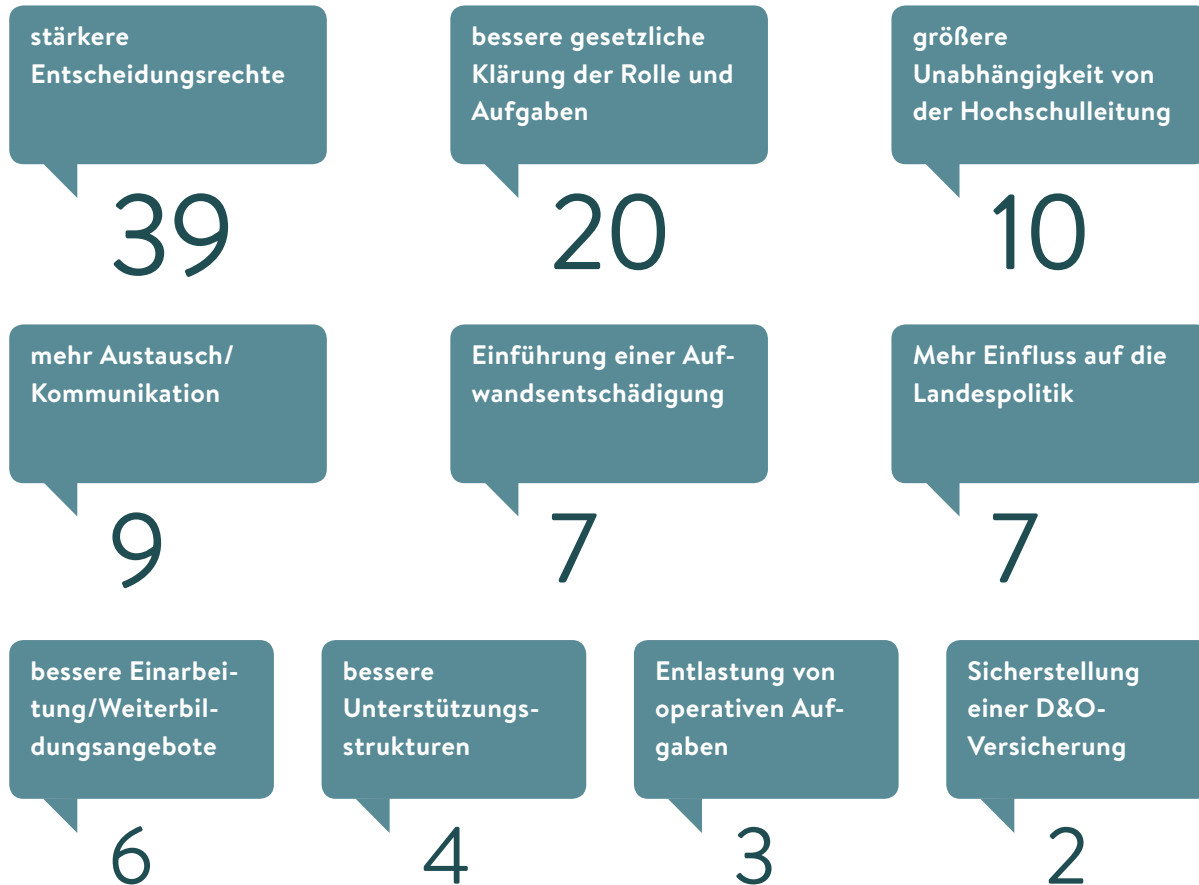 stärkere
Entscheidungsrechte
39
bessere gesetzliche
Klärung der Rolle und
Aufgaben
20
größere
Unabhängigkeit von
der Hochschulleitung
10
mehr Austausch/
Kommunikation
9
Einführung einer Auf-
wandsentschädigung
7
Mehr Einfluss auf die
Landespolitik
7
bessere Einarbei-
tung/Weiterbil-
dungsangebote
6
bessere
Unterstützungs-
strukturen
4
Entlastung von
operativen Auf-
gaben
3
Sicherstellung
einer D&O-
Versicherung
2